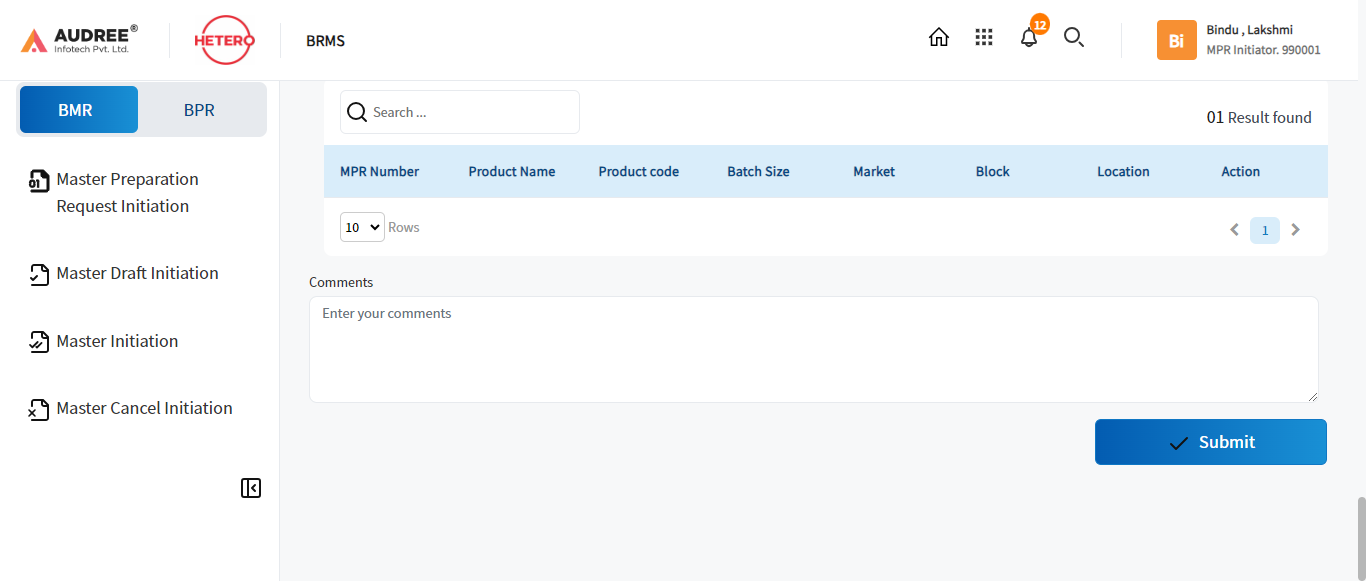 AUDREE®
Infotech Pvt. Ltd.
HETERO
BRMS
12
Bi
Bindu , Lakshmi
MPR Initiator. 990001
BMR
BPR
01
Master Preparation
Request Initiation
Master Draft Initiation
Master Initiation
Master Cancel Initiation
Search ...
01 Result found
MPR Number Product Name Product code Batch Size Market Block Location Action
10 Rows
1
Comments
Enter your comments
Submit